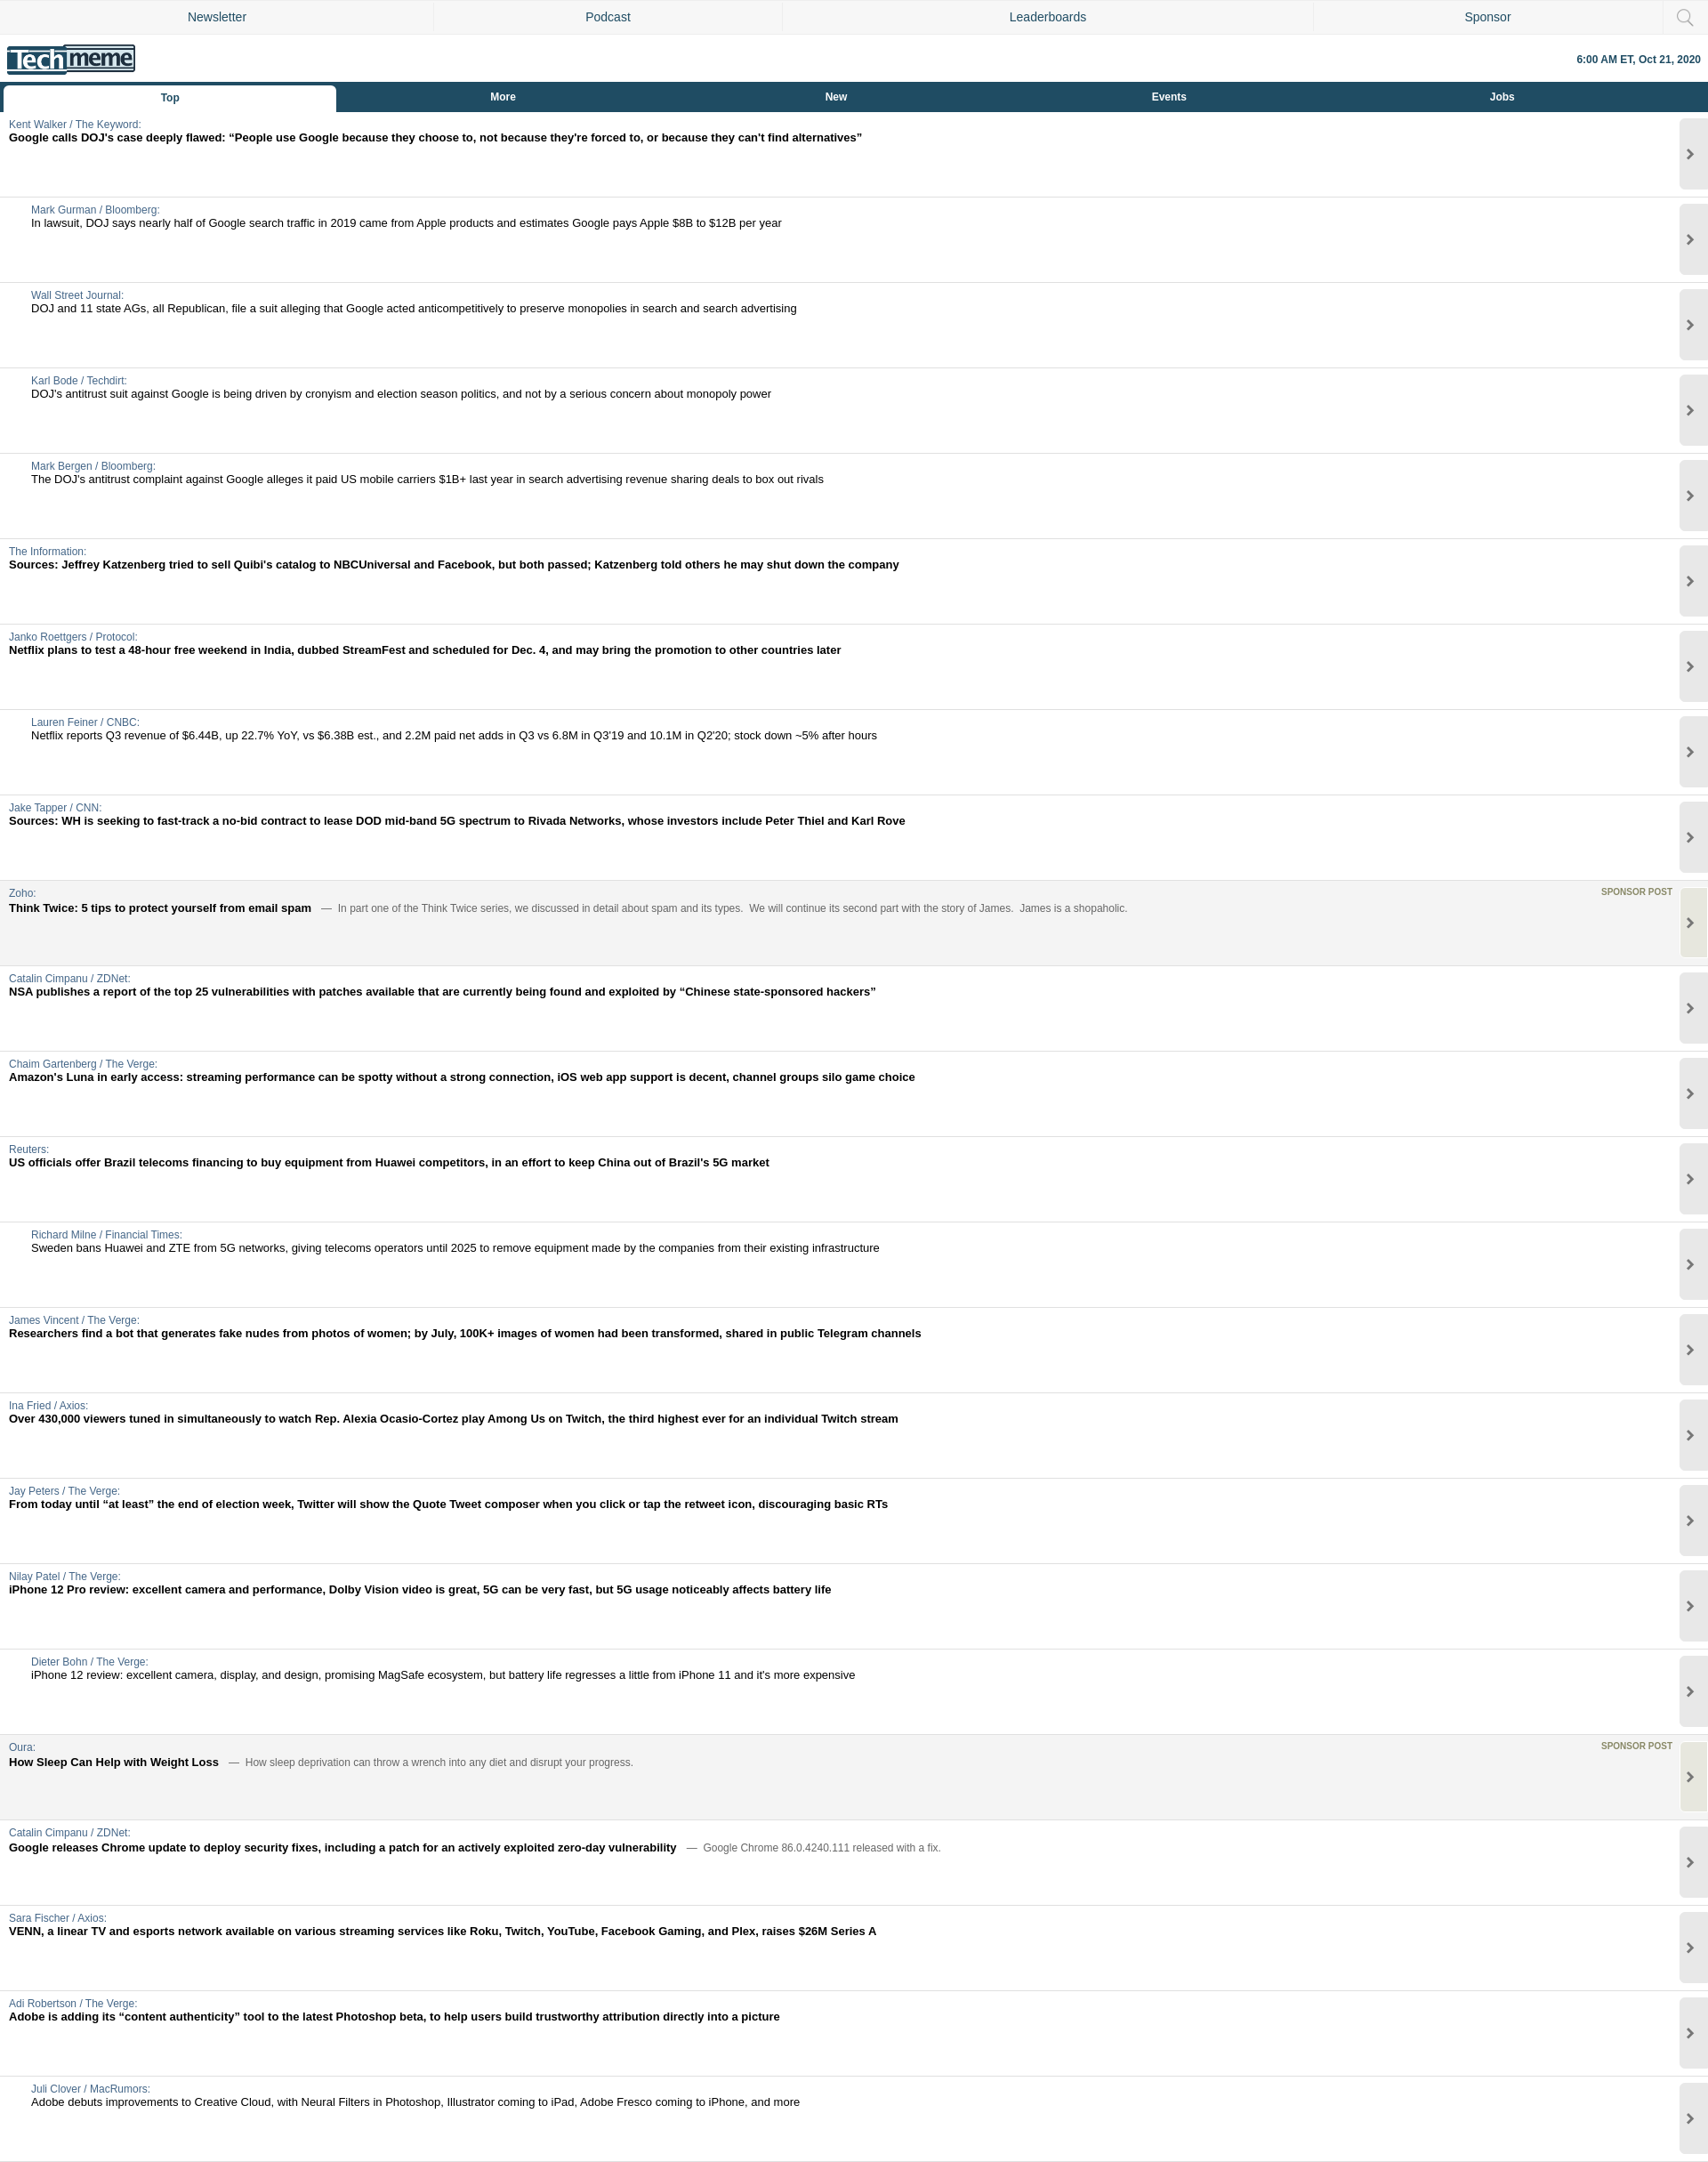 Newsletter
Podcast
Leaderboards
Sponsor
Techmeme
6:00 AM ET, Oct 21, 2020
Top
More
New
Events
Jobs
Kent Walker / The Keyword:
Google calls DOJ's case deeply flawed: “People use Google because they choose to, not because they're forced to, or because they can't find alternatives”
Mark Gurman / Bloomberg:
In lawsuit, DOJ says nearly half of Google search traffic in 2019 came from Apple products and estimates Google pays Apple $8B to $12B per year
Wall Street Journal:
DOJ and 11 state AGs, all Republican, file a suit alleging that Google acted anticompetitively to preserve monopolies in search and search advertising
Karl Bode / Techdirt:
DOJ's antitrust suit against Google is being driven by cronyism and election season politics, and not by a serious concern about monopoly power
Mark Bergen / Bloomberg:
The DOJ's antitrust complaint against Google alleges it paid US mobile carriers $1B+ last year in search advertising revenue sharing deals to box out rivals
The Information:
Sources: Jeffrey Katzenberg tried to sell Quibi's catalog to NBCUniversal and Facebook, but both passed; Katzenberg told others he may shut down the company
Janko Roettgers / Protocol:
Netflix plans to test a 48-hour free weekend in India, dubbed StreamFest and scheduled for Dec. 4, and may bring the promotion to other countries later
Lauren Feiner / CNBC:
Netflix reports Q3 revenue of $6.44B, up 22.7% YoY, vs $6.38B est., and 2.2M paid net adds in Q3 vs 6.8M in Q3'19 and 10.1M in Q2'20; stock down ~5% after hours
Jake Tapper / CNN:
Sources: WH is seeking to fast-track a no-bid contract to lease DOD mid-band 5G spectrum to Rivada Networks, whose investors include Peter Thiel and Karl Rove
Zoho:
SPONSOR POST
Think Twice: 5 tips to protect yourself from email spam — In part one of the Think Twice series, we discussed in detail about spam and its types. We will continue its second part with the story of James. James is a shopaholic.
Catalin Cimpanu / ZDNet:
NSA publishes a report of the top 25 vulnerabilities with patches available that are currently being found and exploited by “Chinese state-sponsored hackers”
Chaim Gartenberg / The Verge:
Amazon's Luna in early access: streaming performance can be spotty without a strong connection, iOS web app support is decent, channel groups silo game choice
Reuters:
US officials offer Brazil telecoms financing to buy equipment from Huawei competitors, in an effort to keep China out of Brazil's 5G market
Richard Milne / Financial Times:
Sweden bans Huawei and ZTE from 5G networks, giving telecoms operators until 2025 to remove equipment made by the companies from their existing infrastructure
James Vincent / The Verge:
Researchers find a bot that generates fake nudes from photos of women; by July, 100K+ images of women had been transformed, shared in public Telegram channels
Ina Fried / Axios:
Over 430,000 viewers tuned in simultaneously to watch Rep. Alexia Ocasio-Cortez play Among Us on Twitch, the third highest ever for an individual Twitch stream
Jay Peters / The Verge:
From today until “at least” the end of election week, Twitter will show the Quote Tweet composer when you click or tap the retweet icon, discouraging basic RTs
Nilay Patel / The Verge:
iPhone 12 Pro review: excellent camera and performance, Dolby Vision video is great, 5G can be very fast, but 5G usage noticeably affects battery life
Dieter Bohn / The Verge:
iPhone 12 review: excellent camera, display, and design, promising MagSafe ecosystem, but battery life regresses a little from iPhone 11 and it's more expensive
Oura:
SPONSOR POST
How Sleep Can Help with Weight Loss — How sleep deprivation can throw a wrench into any diet and disrupt your progress.
Catalin Cimpanu / ZDNet:
Google releases Chrome update to deploy security fixes, including a patch for an actively exploited zero-day vulnerability — Google Chrome 86.0.4240.111 released with a fix.
Sara Fischer / Axios:
VENN, a linear TV and esports network available on various streaming services like Roku, Twitch, YouTube, Facebook Gaming, and Plex, raises $26M Series A
Adi Robertson / The Verge:
Adobe is adding its “content authenticity” tool to the latest Photoshop beta, to help users build trustworthy attribution directly into a picture
Juli Clover / MacRumors:
Adobe debuts improvements to Creative Cloud, with Neural Filters in Photoshop, Illustrator coming to iPad, Adobe Fresco coming to iPhone, and more